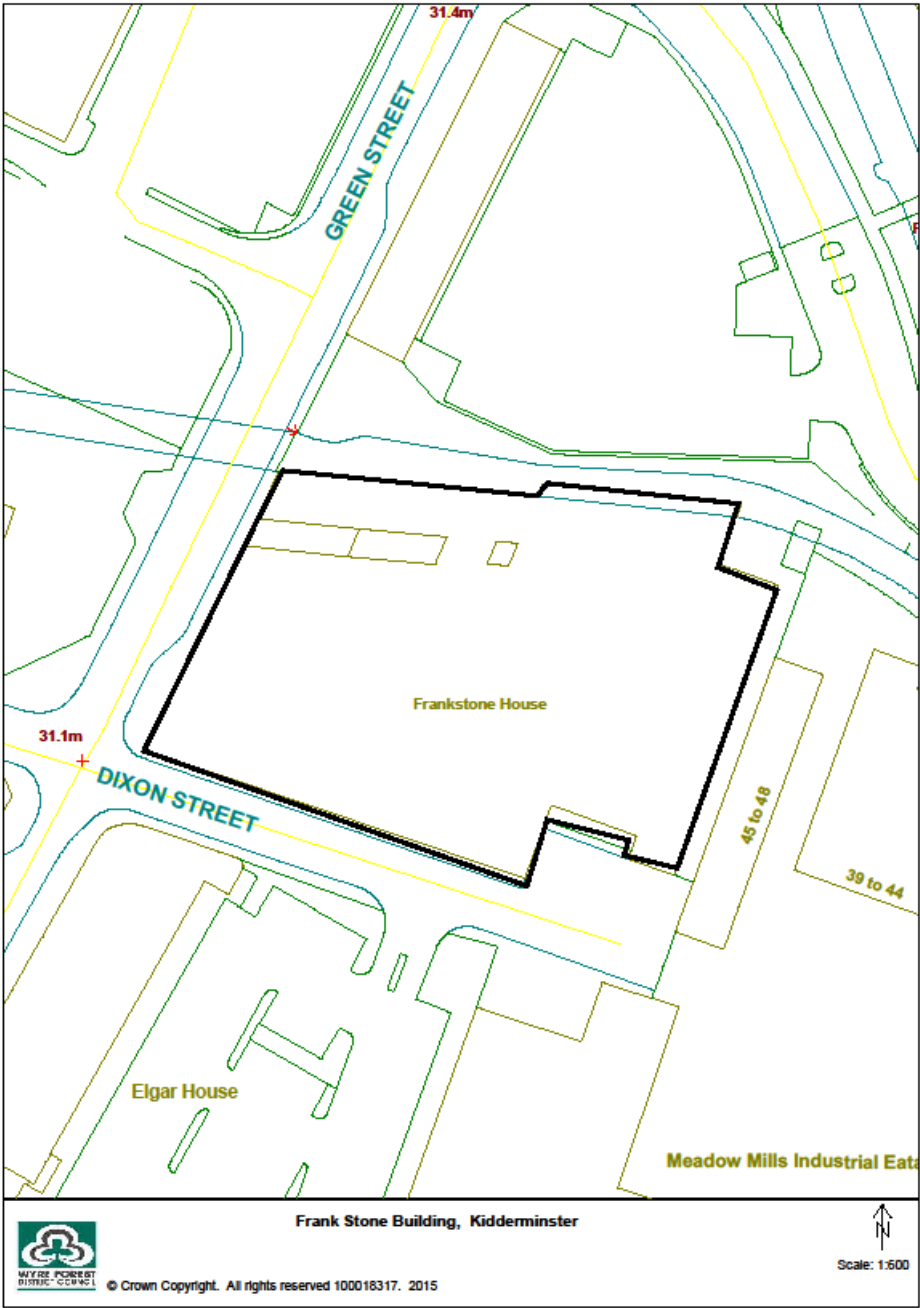 31.4m
GREEN STREET
Frankstone House
31.1m
DIXON STREET
45 to 48
39 to 44
Elgar House
Meadow Mills Industrial Eata
Frank Stone Building, Kidderminster
N
Scale: 1:600
WYRE FOREST
DISTRICT COUNCIL
© Crown Copyright. All rights reserved 100018317. 2015